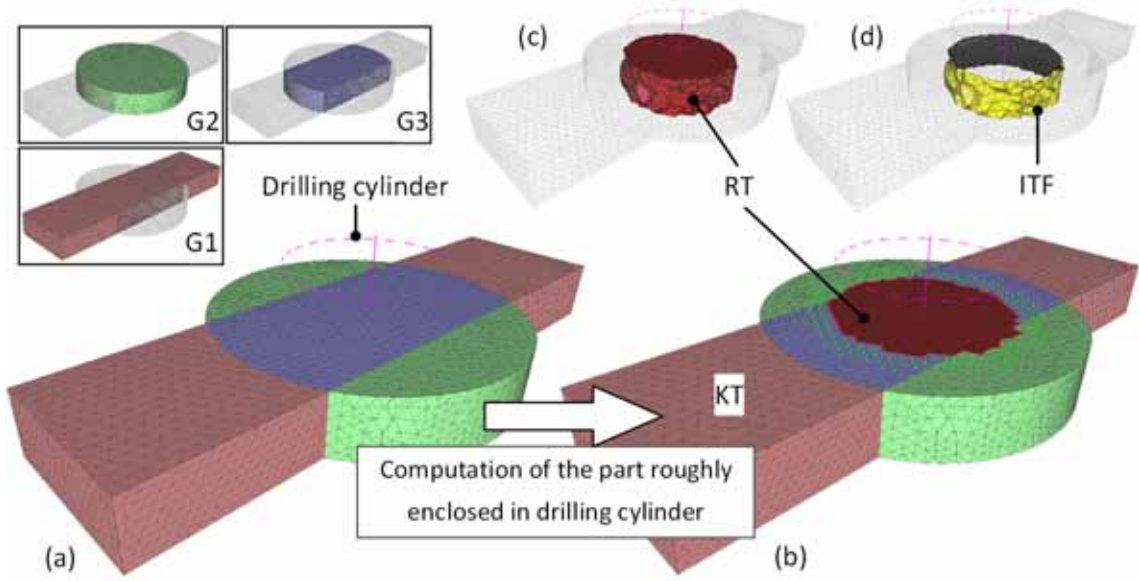 G2
G3
G1
(c)
(d)
Drilling cylinder
RT
ITF
KT
Computation of the part roughly
enclosed in drilling cylinder
(a)
(b)